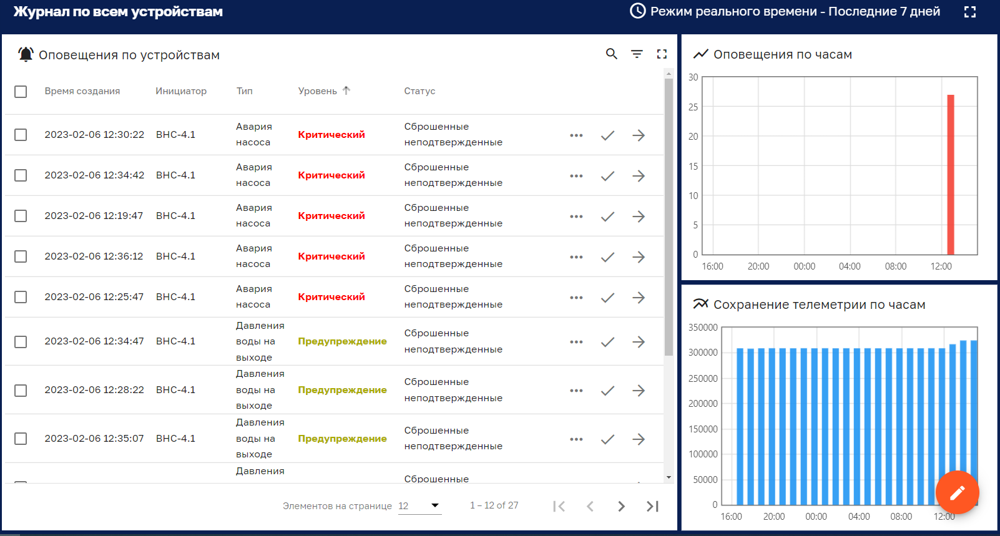 Журнал по всем устройствам
Режим реального времени - Последние 7 дней
Оповещения по устройствам
Время создания Инициатор Тип Уровень Статус
2023-02-06 12:30:22 ВНС-4.1 Авария насоса Критический Сброшенные неподтвержденные
2023-02-06 12:34:42 ВНС-4.1 Авария насоса Критический Сброшенные неподтвержденные
2023-02-06 12:19:47 ВНС-4.1 Авария насоса Критический Сброшенные неподтвержденные
2023-02-06 12:36:12 ВНС-4.1 Авария насоса Критический Сброшенные неподтвержденные
2023-02-06 12:25:47 ВНС-4.1 Авария насоса Критический Сброшенные неподтвержденные
2023-02-06 12:34:47 ВНС-4.1 Давления воды на выходе Предупреждение Сброшенные неподтвержденные
2023-02-06 12:28:22 ВНС-4.1 Давления воды на выходе Предупреждение Сброшенные неподтвержденные
2023-02-06 12:35:07 ВНС-4.1 Давления воды на выходе Предупреждение Сброшенные неподтвержденные
Давления Сброшенные
Элементов на странице 12 1 – 12 of 27
Оповещения по часам
30
25
20
15
10
5
0
16:00 20:00 00:00 04:00 08:00 12:00
Сохранение телеметрии по часам
350000
300000
250000
200000
150000
100000
50000
0
16:00 20:00 00:00 04:00 08:00 12:00